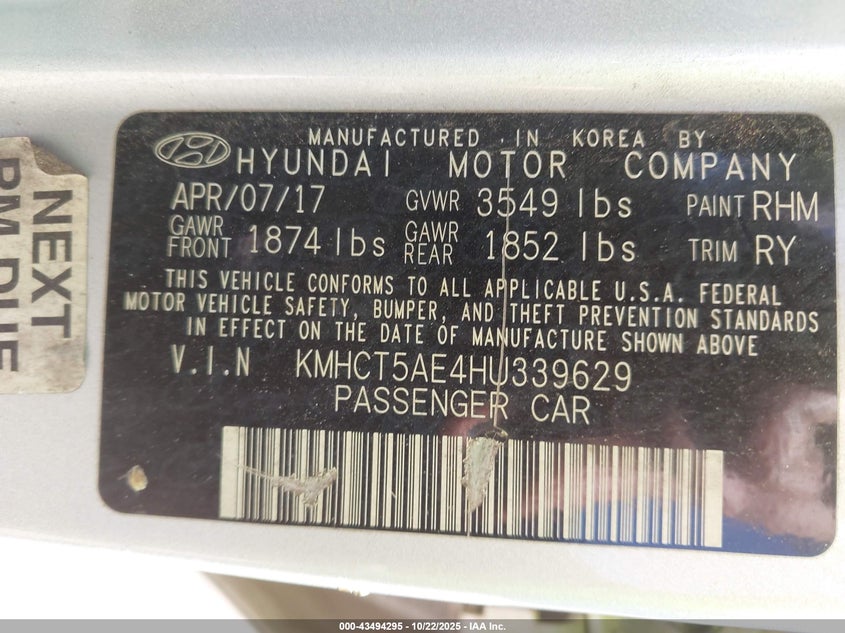 MANUFACTURED IN KOREA BY
HYUNDAI MOTOR COMPANY
APR/07/17 GVWR 3549 lbs PAINT RHM
GAWR FRONT 1874 lbs GAWR REAR 1852 lbs TRIM RY
THIS VEHICLE CONFORMS TO ALL APPLICABLE U.S.A. FEDERAL
MOTOR VEHICLE SAFETY, BUMPER, AND THEFT PREVENTION STANDARDS
IN EFFECT ON THE DATE OF MANUFACTURE SHOWN ABOVE
V.I.N KMHCT5AE4HU339629
PASSENGER CAR
NEXT
PM DUE
000-43494295 - 10/22/2025 - IAA Inc.